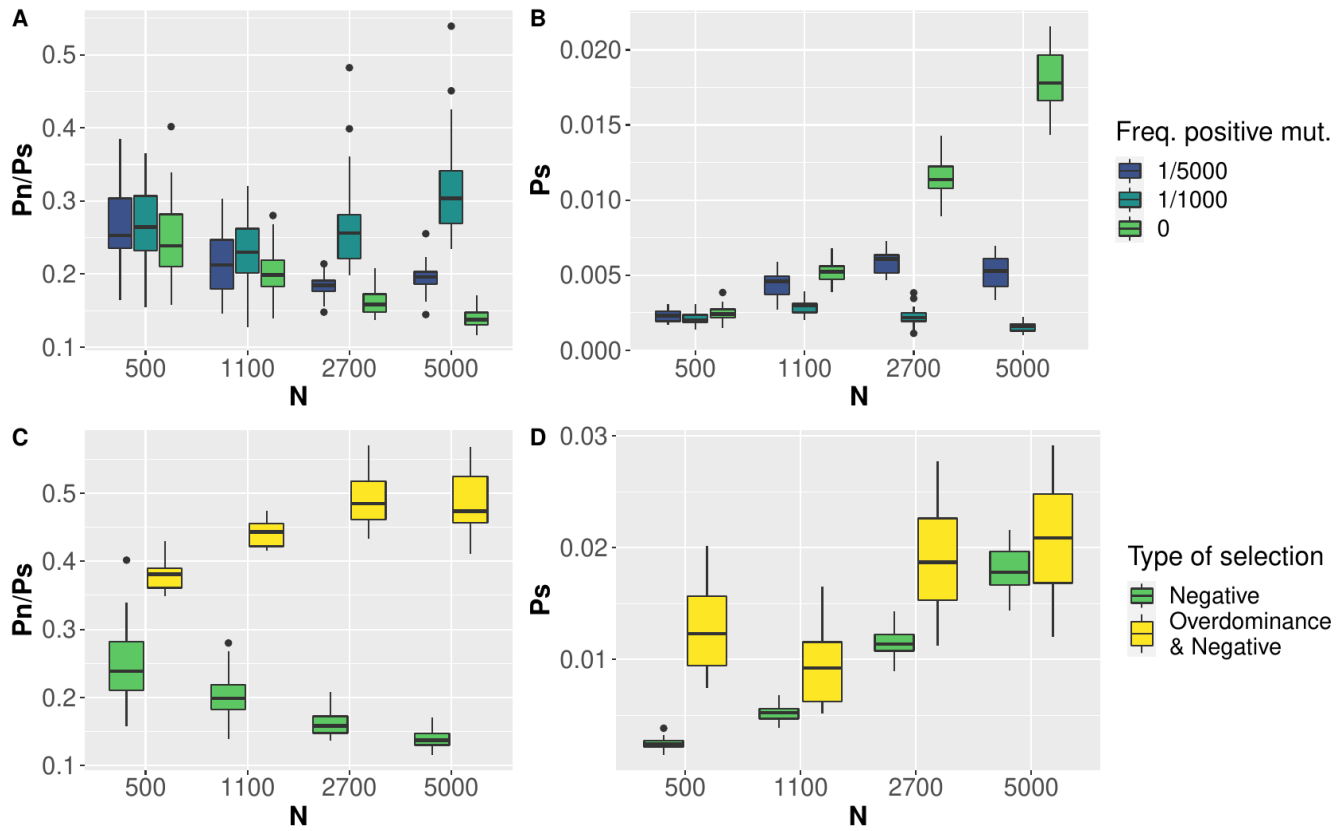 A
Pn/Ps
0.5
0.4
0.3
0.2
0.1
500 1100 2700 5000
N
B
Ps
0.020
0.015
0.010
0.005
0.000
500 1100 2700 5000
N
Freq. positive mut.
1/5000
1/1000
0
C
Pn/Ps
0.5
0.4
0.3
0.2
0.1
500 1100 2700 5000
N
D
Ps
0.03
0.02
0.01
500 1100 2700 5000
N
Type of selection
Negative
Overdominance
& Negative